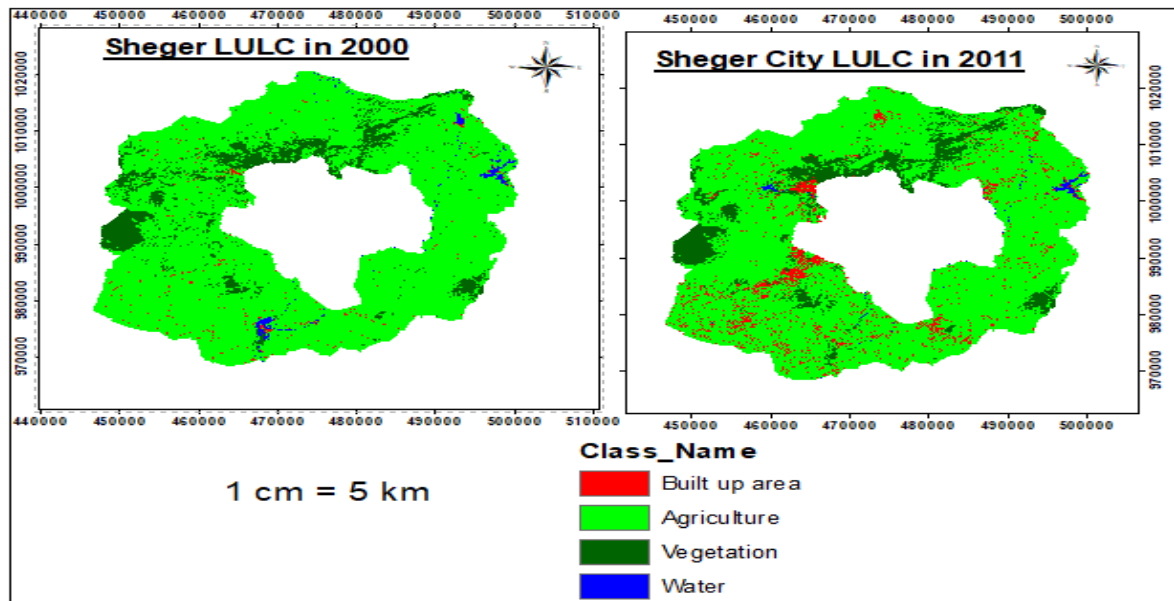 440000 450000 460000 470000 480000 490000 500000 510000
450000 460000 470000 480000 490000 500000
Sheger LULC in 2000
Sheger City LULC in 2011
1020000
1010000
1000000
990000
980000
970000
1020000
1010000
1000000
990000
980000
970000
440000 450000 460000 470000 480000 490000 500000 510000
450000 460000 470000 480000 490000 500000
Class_Name
Built up area
Agriculture
Vegetation
Water
1 cm = 5 km